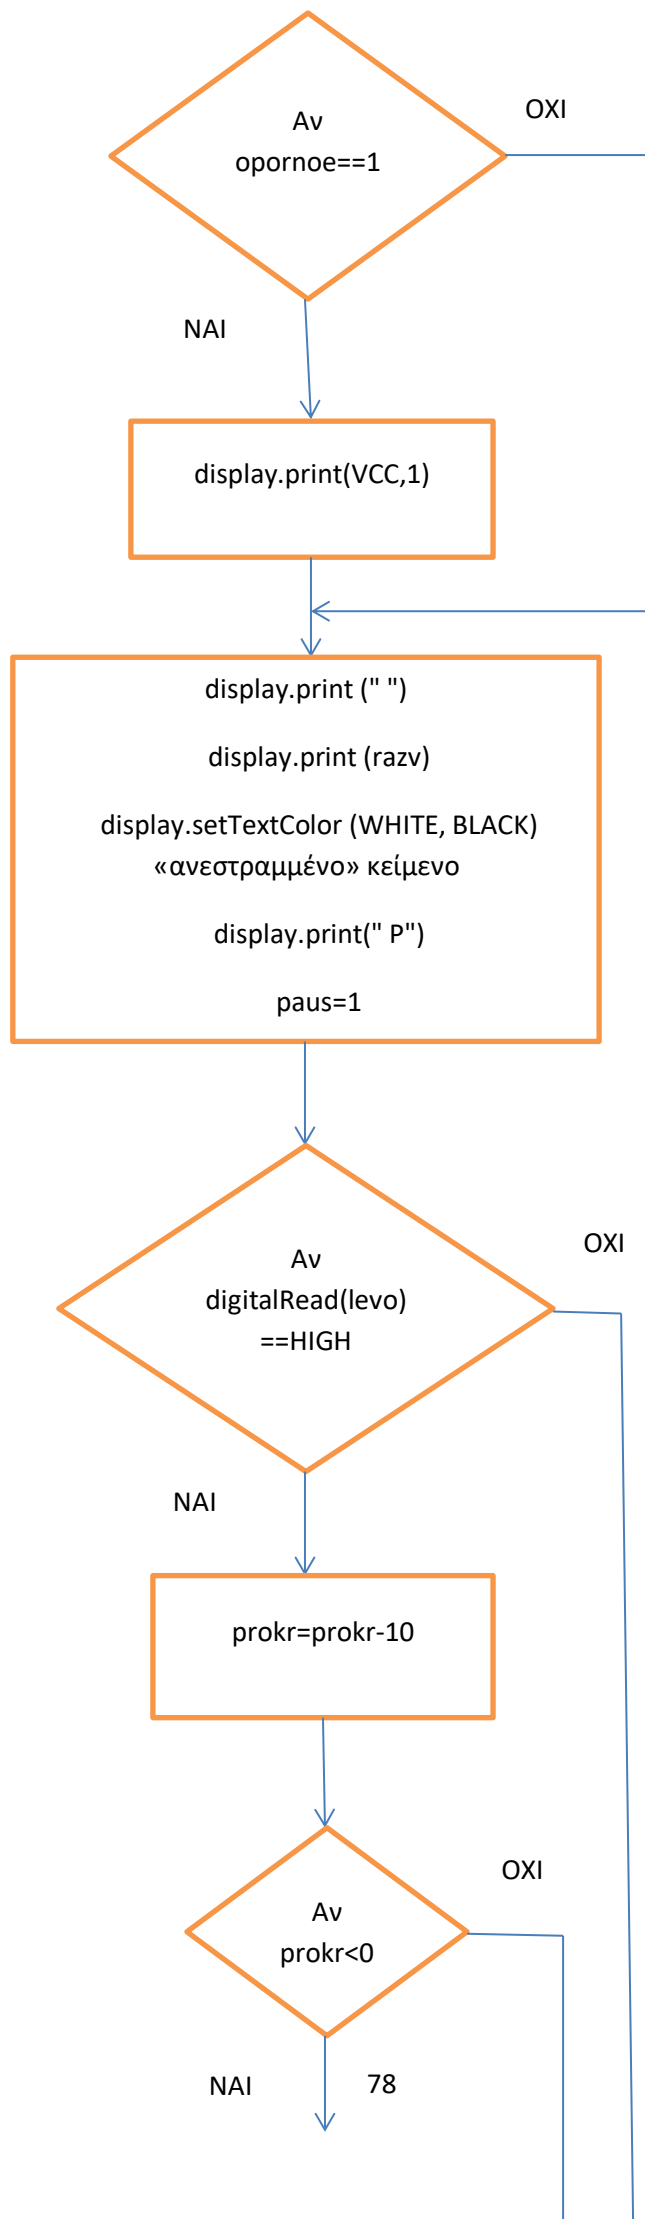 Αν
opornoe==1
ΟΧΙ
ΝΑΙ
display.print(VCC,1)
display.print (" ")
display.print (razv)
display.setTextColor (WHITE, BLACK)
«ανεστραμμένο» κείμενο
display.print(" P")
paus=1
Αν
digitalRead(levo)
==HIGH
ΟΧΙ
ΝΑΙ
prokr=prokr-10
Αν
prokr<0
ΟΧΙ
ΝΑΙ
78